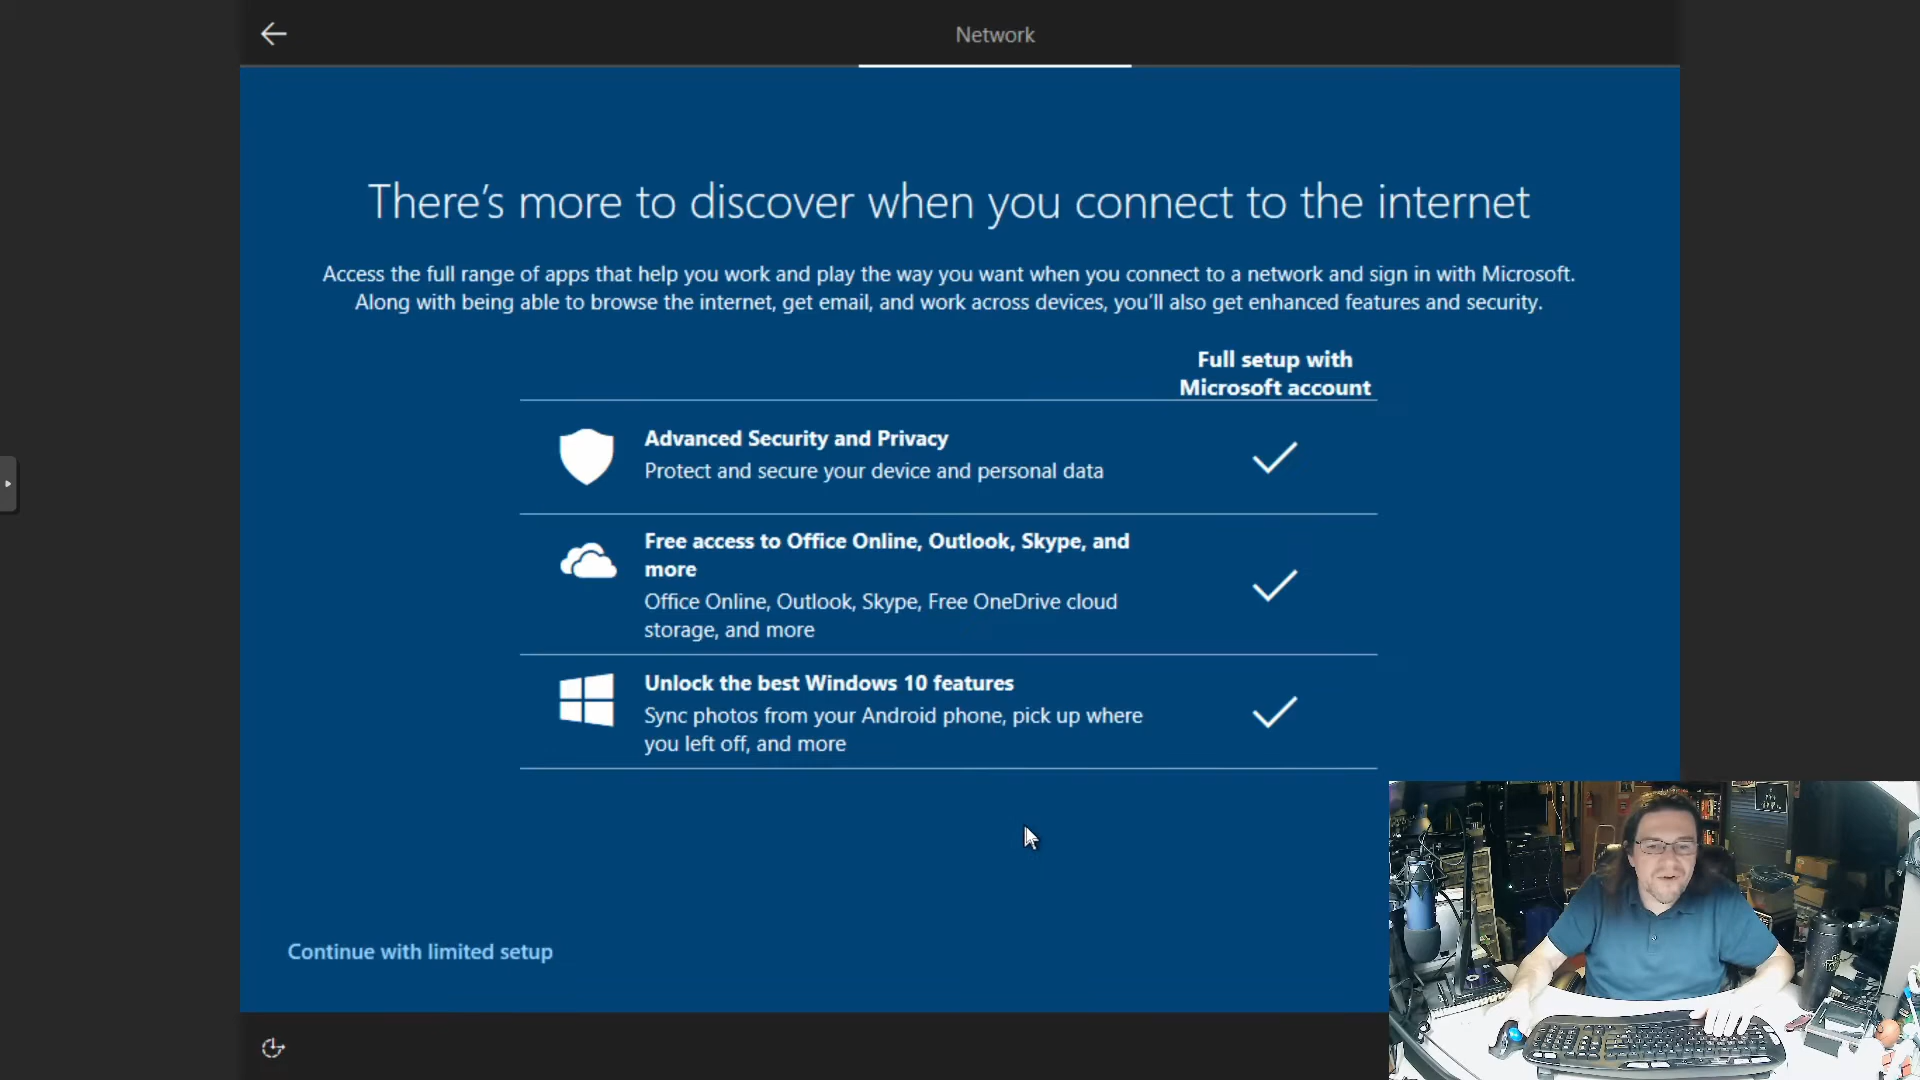 Network
There's more to discover when you connect to the internet
Access the full range of apps that help you work and play the way you want when you connect to a network and sign in with Microsoft.
Along with being able to browse the internet, get email, and work across devices, you'll also get enhanced features and security.
Full setup with
Microsoft account
Advanced Security and Privacy
Protect and secure your device and personal data
Free access to Office Online, Outlook, Skype, and
more
Office Online, Outlook, Skype, Free OneDrive cloud
storage, and more
Unlock the best Windows 10 features
Sync photos from your Android phone, pick up where
you left off, and more
Continue with limited setup